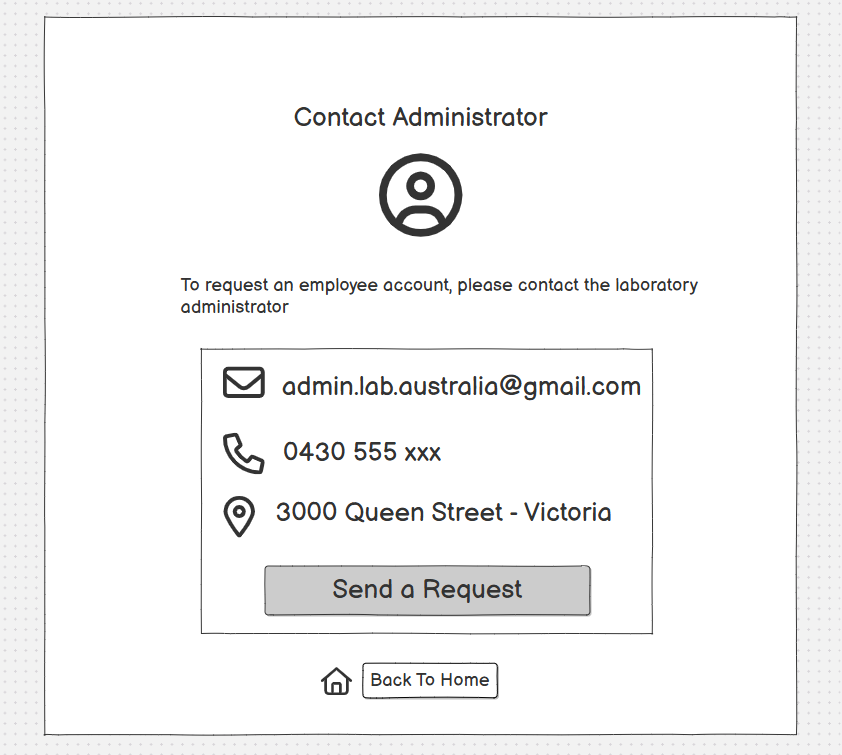 Contact Administrator
To request an employee account, please contact the laboratory
administrator
admin.lab.australia@gmail.com
0430 555 xxx
3000 Queen Street - Victoria
Send a Request
Back To Home